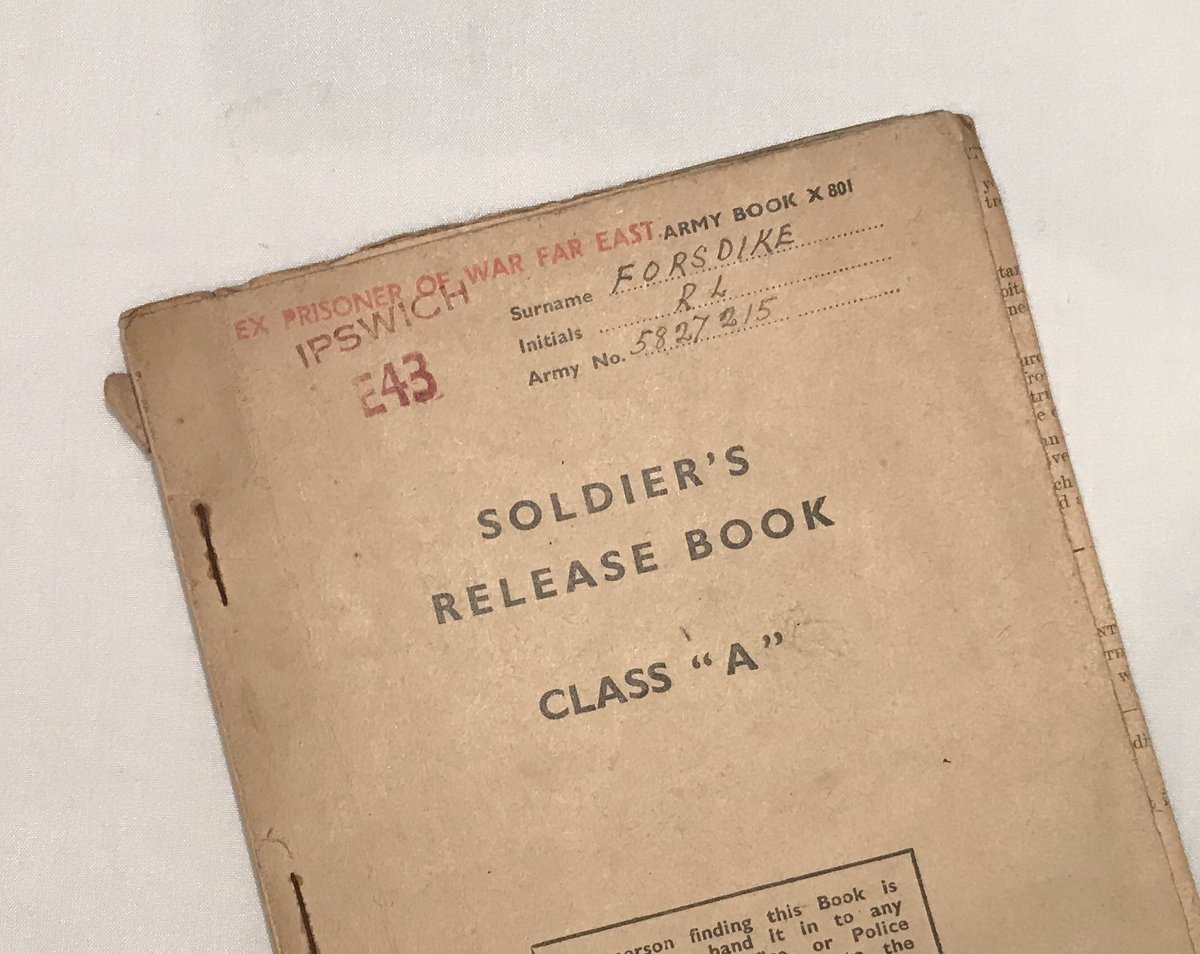 EX PRISONER OF WAR FAR EAST. ARMY BOOK X 801
IPSWICH
E43
Surname FORSDIKE
Initials R L
Army No. 5827215
SOLDIER'S
RELEASE BOOK
CLASS "A"
finding this Book is
hand it in to any
or Police
the